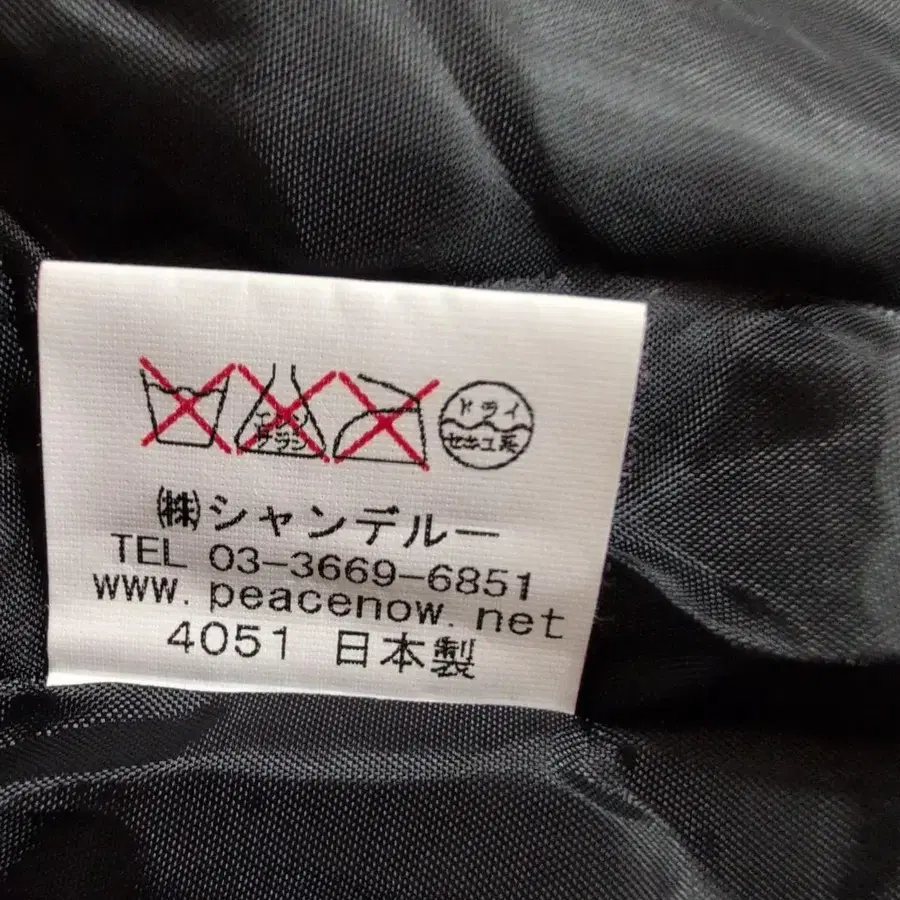 エンソ サラシ ドライ セキユ系
㈱シャンデルー
TEL 03-3669-6851
www.peacenow.net
4051 日本製